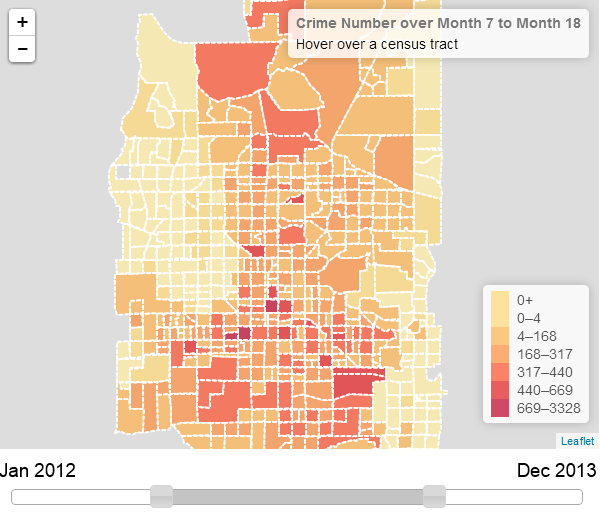 +
−
Crime Number over Month 7 to Month 18
Hover over a census tract
0+
0–4
4–168
168–317
317–440
440–669
669–3328
Leaflet
Jan 2012
Dec 2013